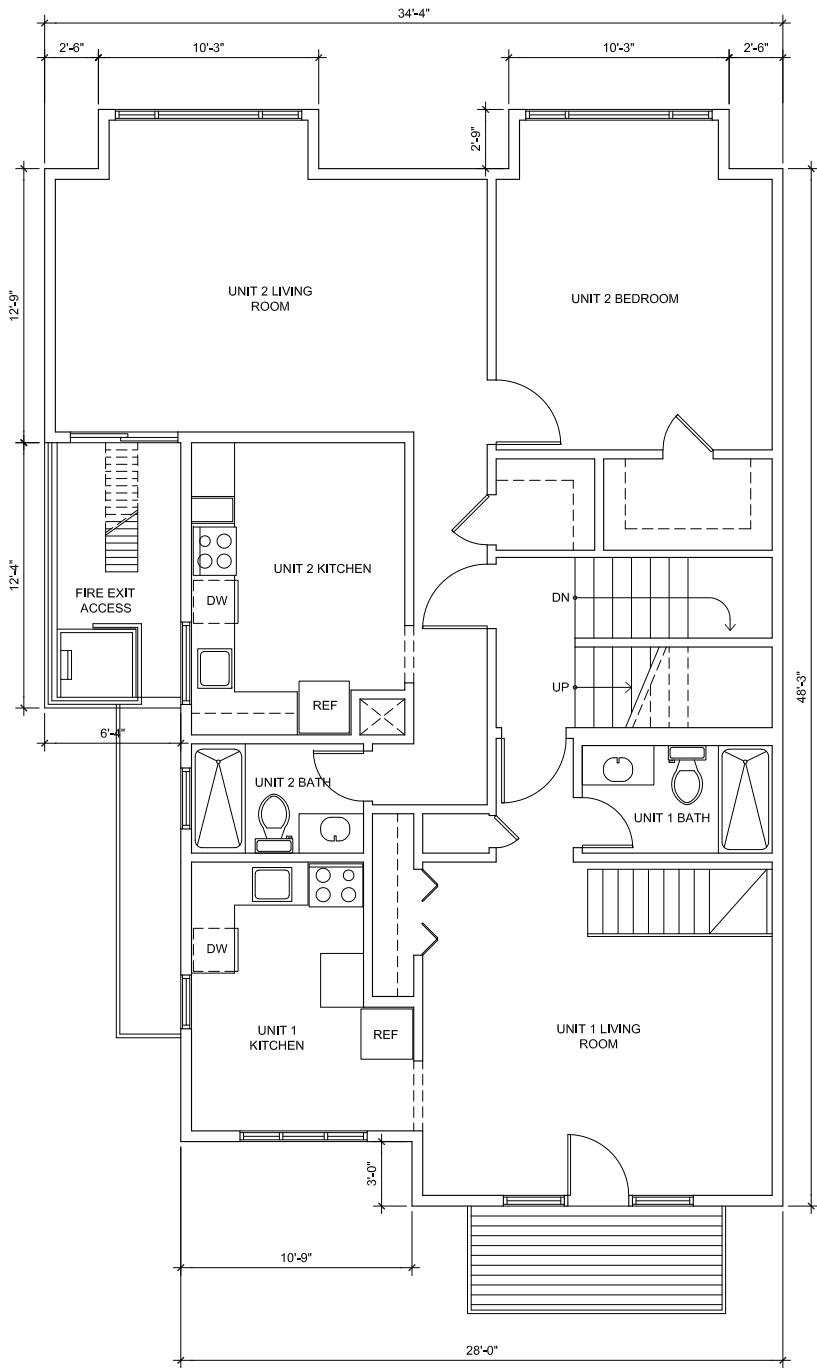 34'-4"
2'-6"
10'-3"
10'-3"
2'-6"
2'-9"
12'-9"
UNIT 2 LIVING
ROOM
UNIT 2 BEDROOM
12'-4"
FIRE EXIT
ACCESS
DW
UNIT 2 KITCHEN
DN
UP
REF
48'-3"
6'-4"
UNIT 2 BATH
UNIT 1 BATH
DW
UNIT 1
KITCHEN
REF
UNIT 1 LIVING
ROOM
3'-0"
10'-9"
28'-0"